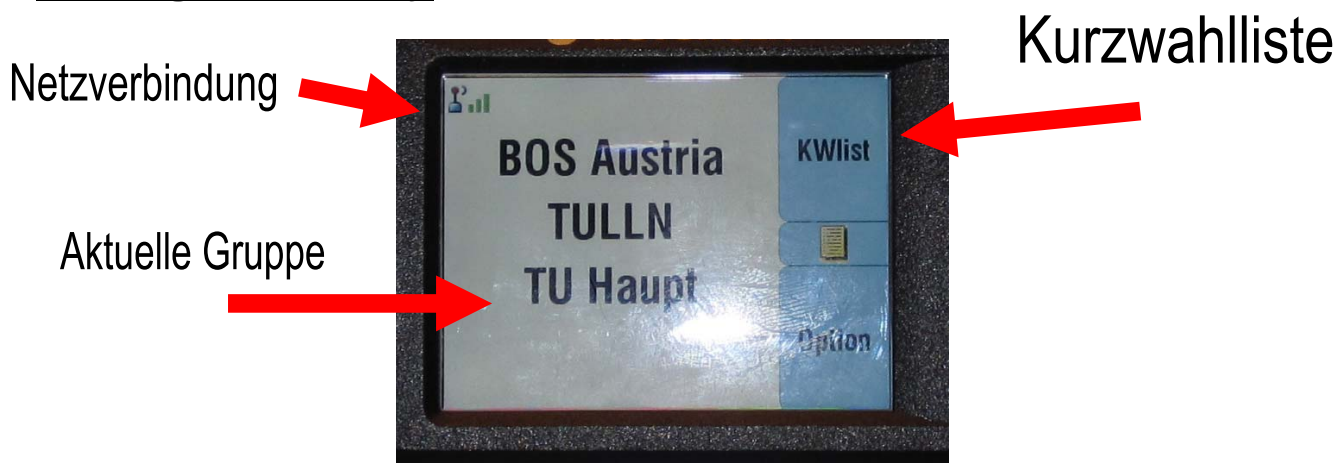 Kurzwahlliste
Netzverbindung
BOS Austria
KWlist
TULLN
Aktuelle Gruppe
TU Haupt
Option